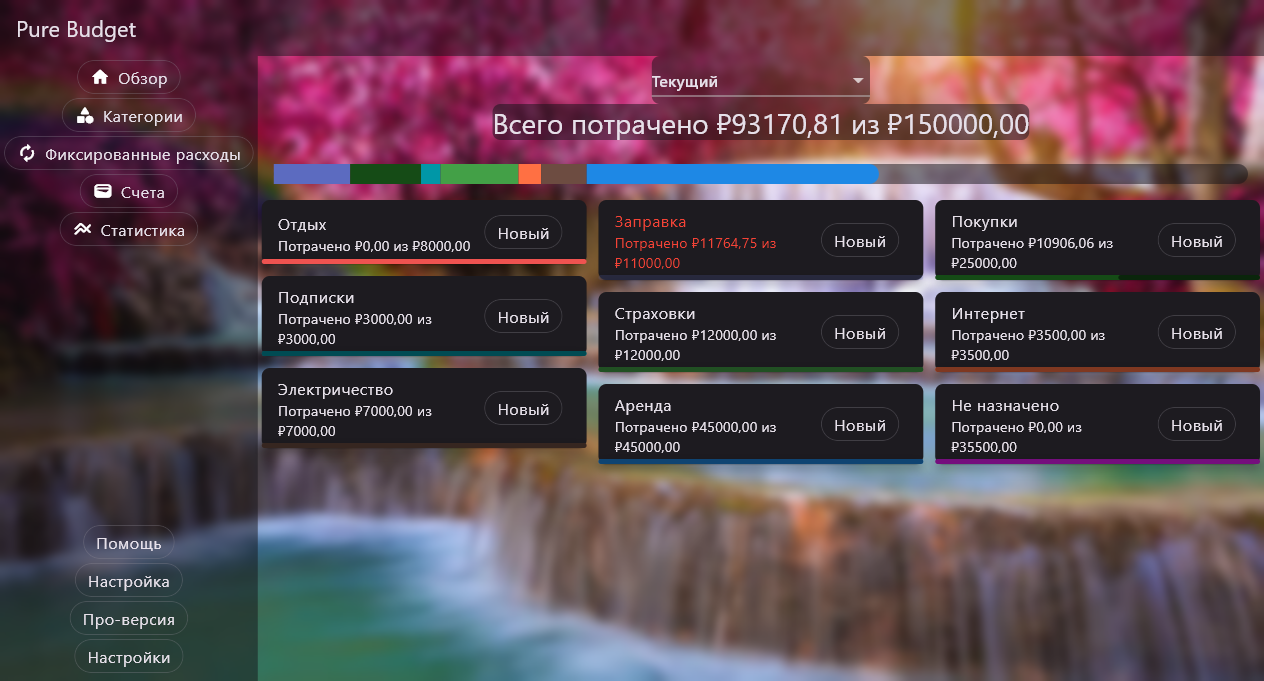 Pure Budget
Обзор
Категории
Фиксированные расходы
Счета
Статистика
Помощь
Настройка
Про-версия
Настройки
Текущий
Всего потрачено ₽93170,81 из ₽150000,00
Отдых
Потрачено ₽0,00 из ₽8000,00
Новый
Заправка
Потрачено ₽11764,75 из
₽11000,00
Новый
Покупки
Потрачено ₽10906,06 из
₽25000,00
Новый
Подписки
Потрачено ₽3000,00 из
₽3000,00
Новый
Страховки
Потрачено ₽12000,00 из
₽12000,00
Новый
Интернет
Потрачено ₽3500,00 из
₽3500,00
Новый
Электричество
Потрачено ₽7000,00 из
₽7000,00
Новый
Аренда
Потрачено ₽45000,00 из
₽45000,00
Новый
Не назначено
Потрачено ₽0,00 из
₽35500,00
Новый